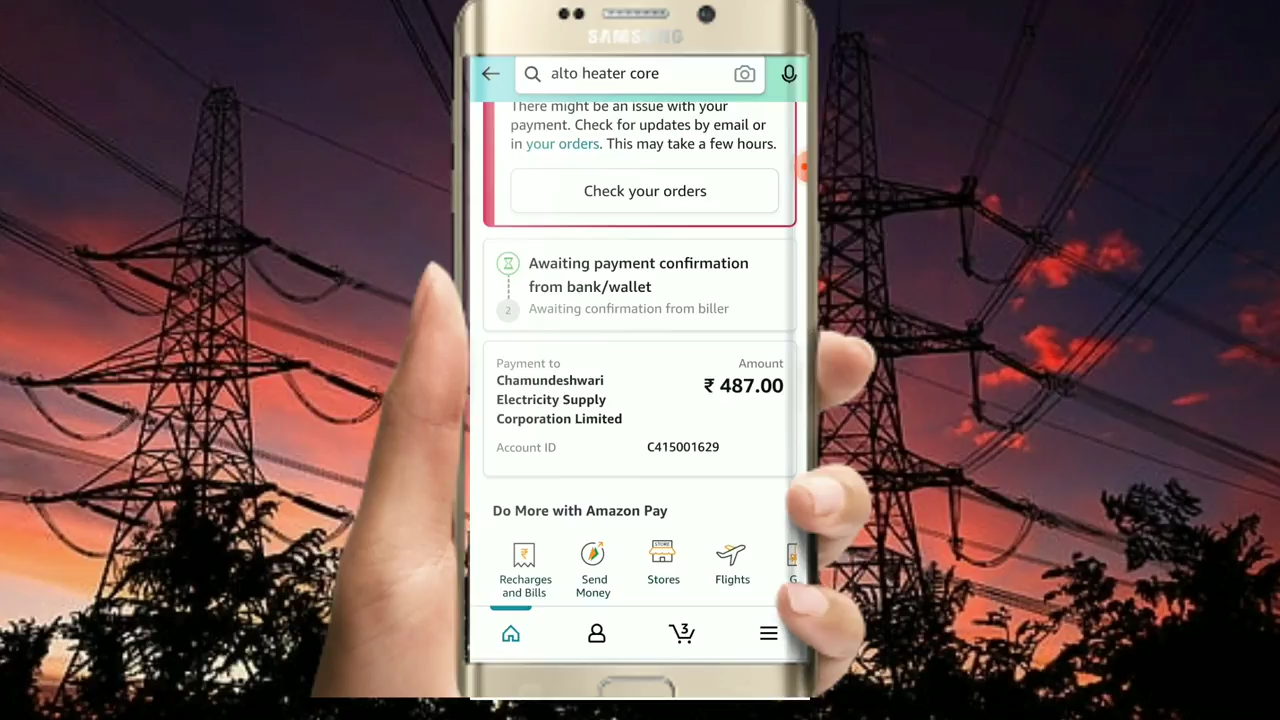 SAMSUNG
alto heater core
There might be an issue with your
payment. Check for updates by email or
in your orders. This may take a few hours.
Check your orders
Awaiting payment confirmation
from bank/wallet
2 Awaiting confirmation from biller
Payment to
Amount
Chamundeshwari
Electricity Supply
Corporation Limited
₹ 487.00
Account ID
C415001629
Do More with Amazon Pay
STORE
Recharges
and Bills
Send
Money
Stores
Flights
G
3